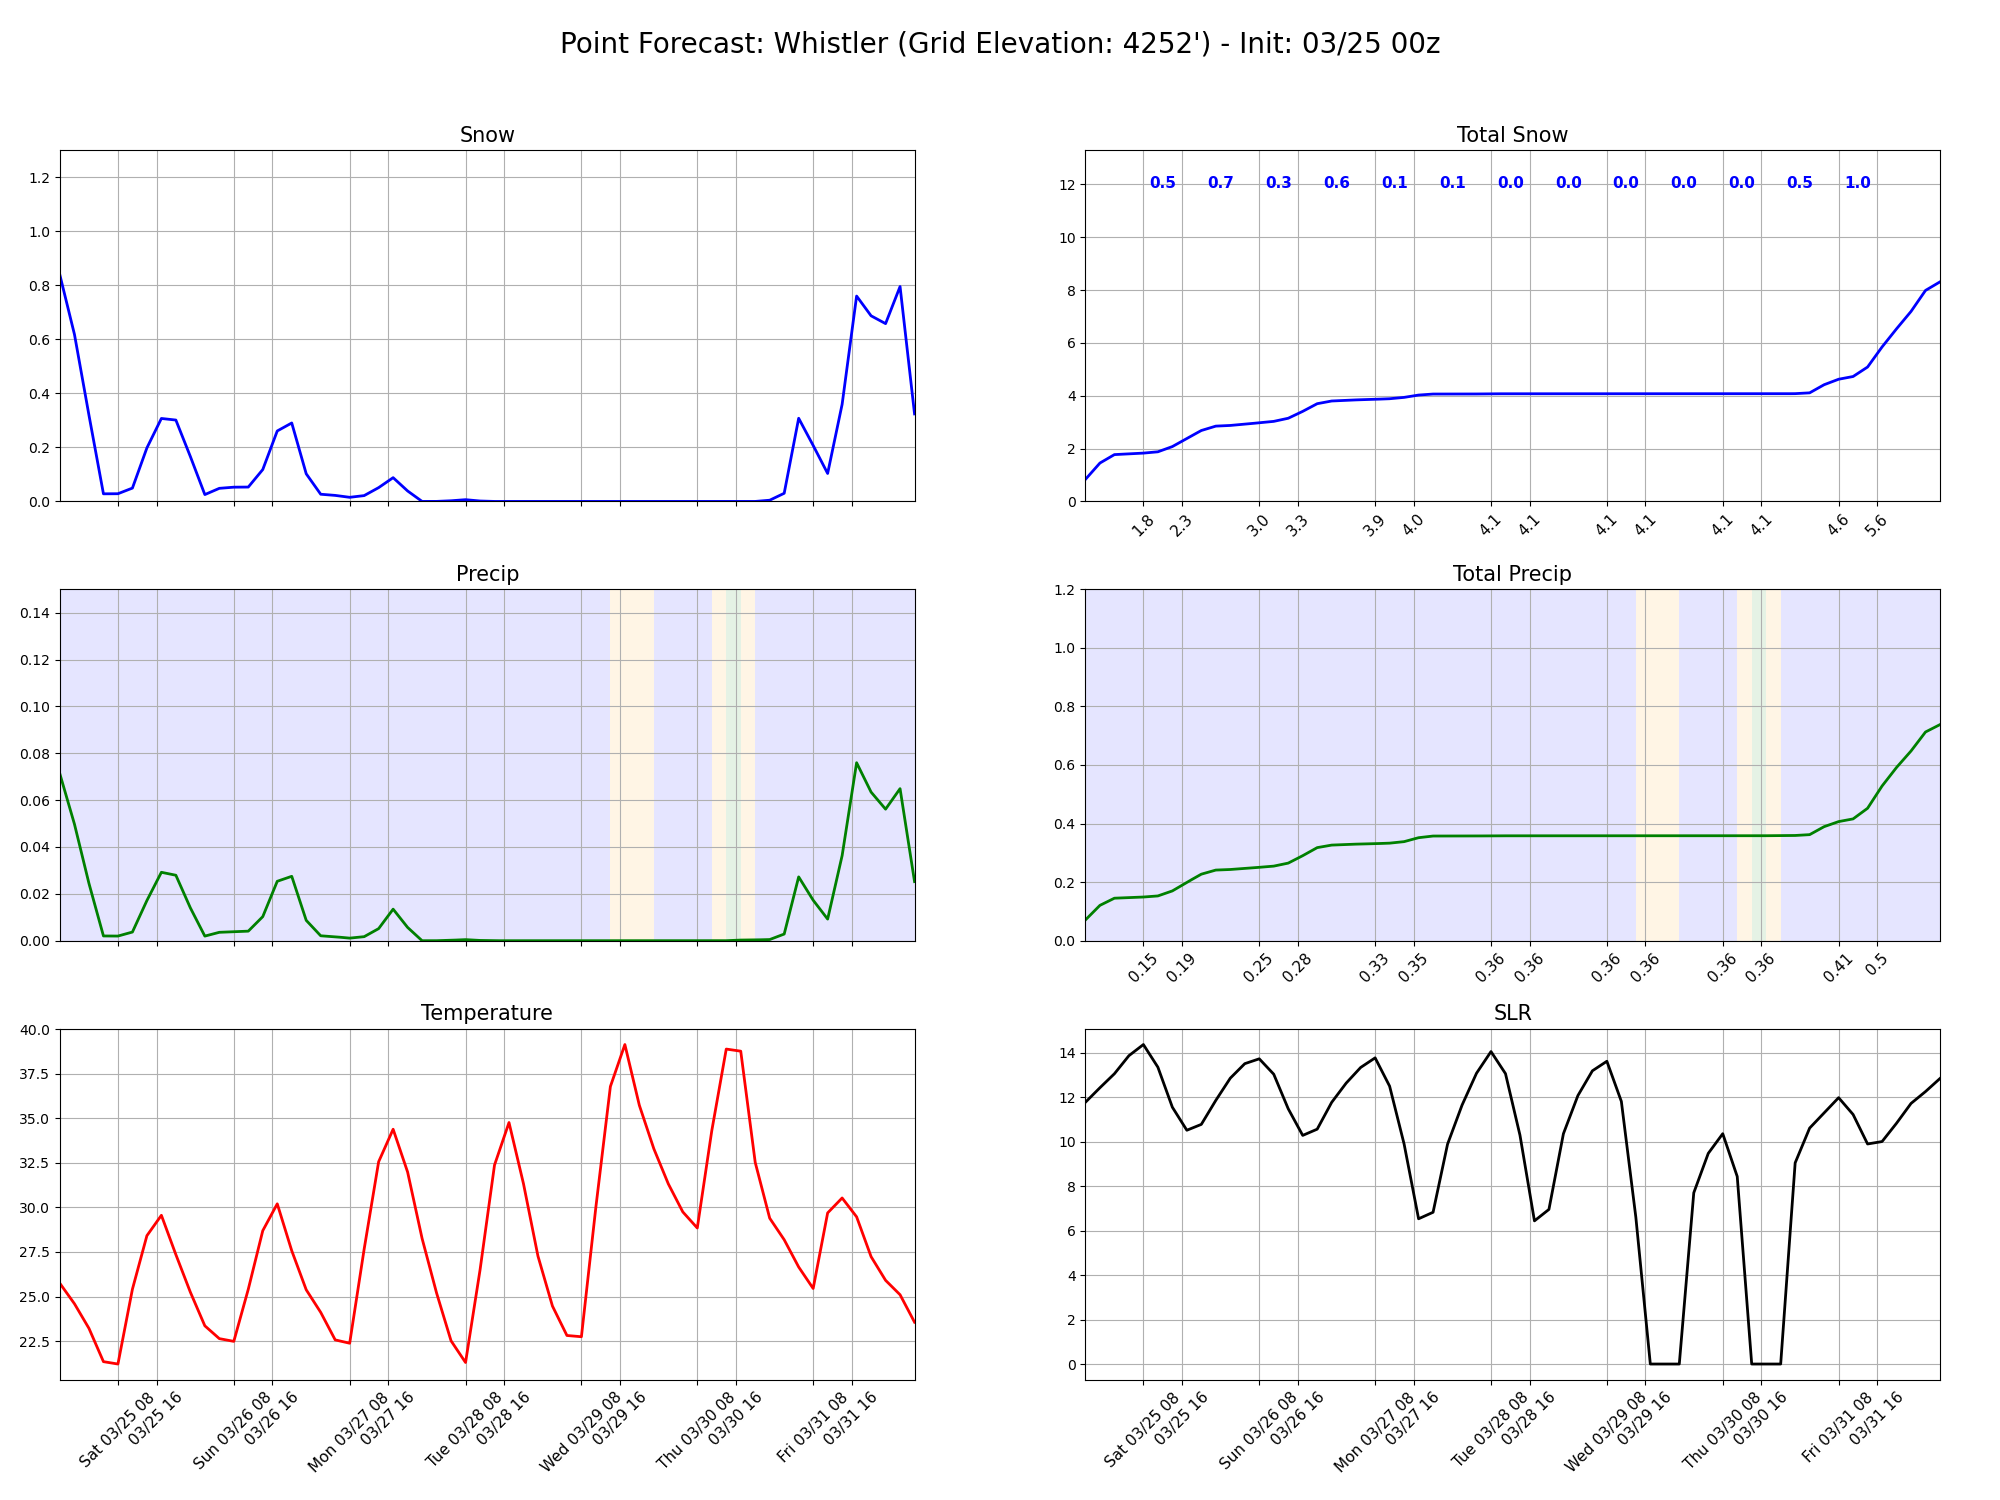 Point Forecast: Whistler (Grid Elevation: 4252') - Init: 03/25 00z
Snow
1.2
1.0
0.8
0.6
0.4
0.2
0.0
Total Snow
12
10
8
6
4
2
0
0.5 0.7 0.3 0.6 0.1 0.1 0.0 0.0 0.0 0.0 0.0 0.5 1.0
1.8 2.3 3.0 3.3 3.9 4.0 4.1 4.1 4.1 4.1 4.1 4.1 4.6 5.6
Precip
0.14
0.12
0.10
0.08
0.06
0.04
0.02
0.00
Total Precip
1.2
1.0
0.8
0.6
0.4
0.2
0.0
0.15 0.19 0.25 0.28 0.33 0.35 0.36 0.36 0.36 0.36 0.36 0.36 0.41 0.5
Temperature
40.0
37.5
35.0
32.5
30.0
27.5
25.0
22.5
Sat 03/25 08
03/25 16
Sun 03/26 08
03/26 16
Mon 03/27 08
03/27 16
Tue 03/28 08
03/28 16
Wed 03/29 08
03/29 16
Thu 03/30 08
03/30 16
Fri 03/31 08
03/31 16
SLR
14
12
10
8
6
4
2
0
Sat 03/25 08
03/25 16
Sun 03/26 08
03/26 16
Mon 03/27 08
03/27 16
Tue 03/28 08
03/28 16
Wed 03/29 08
03/29 16
Thu 03/30 08
03/30 16
Fri 03/31 08
03/31 16